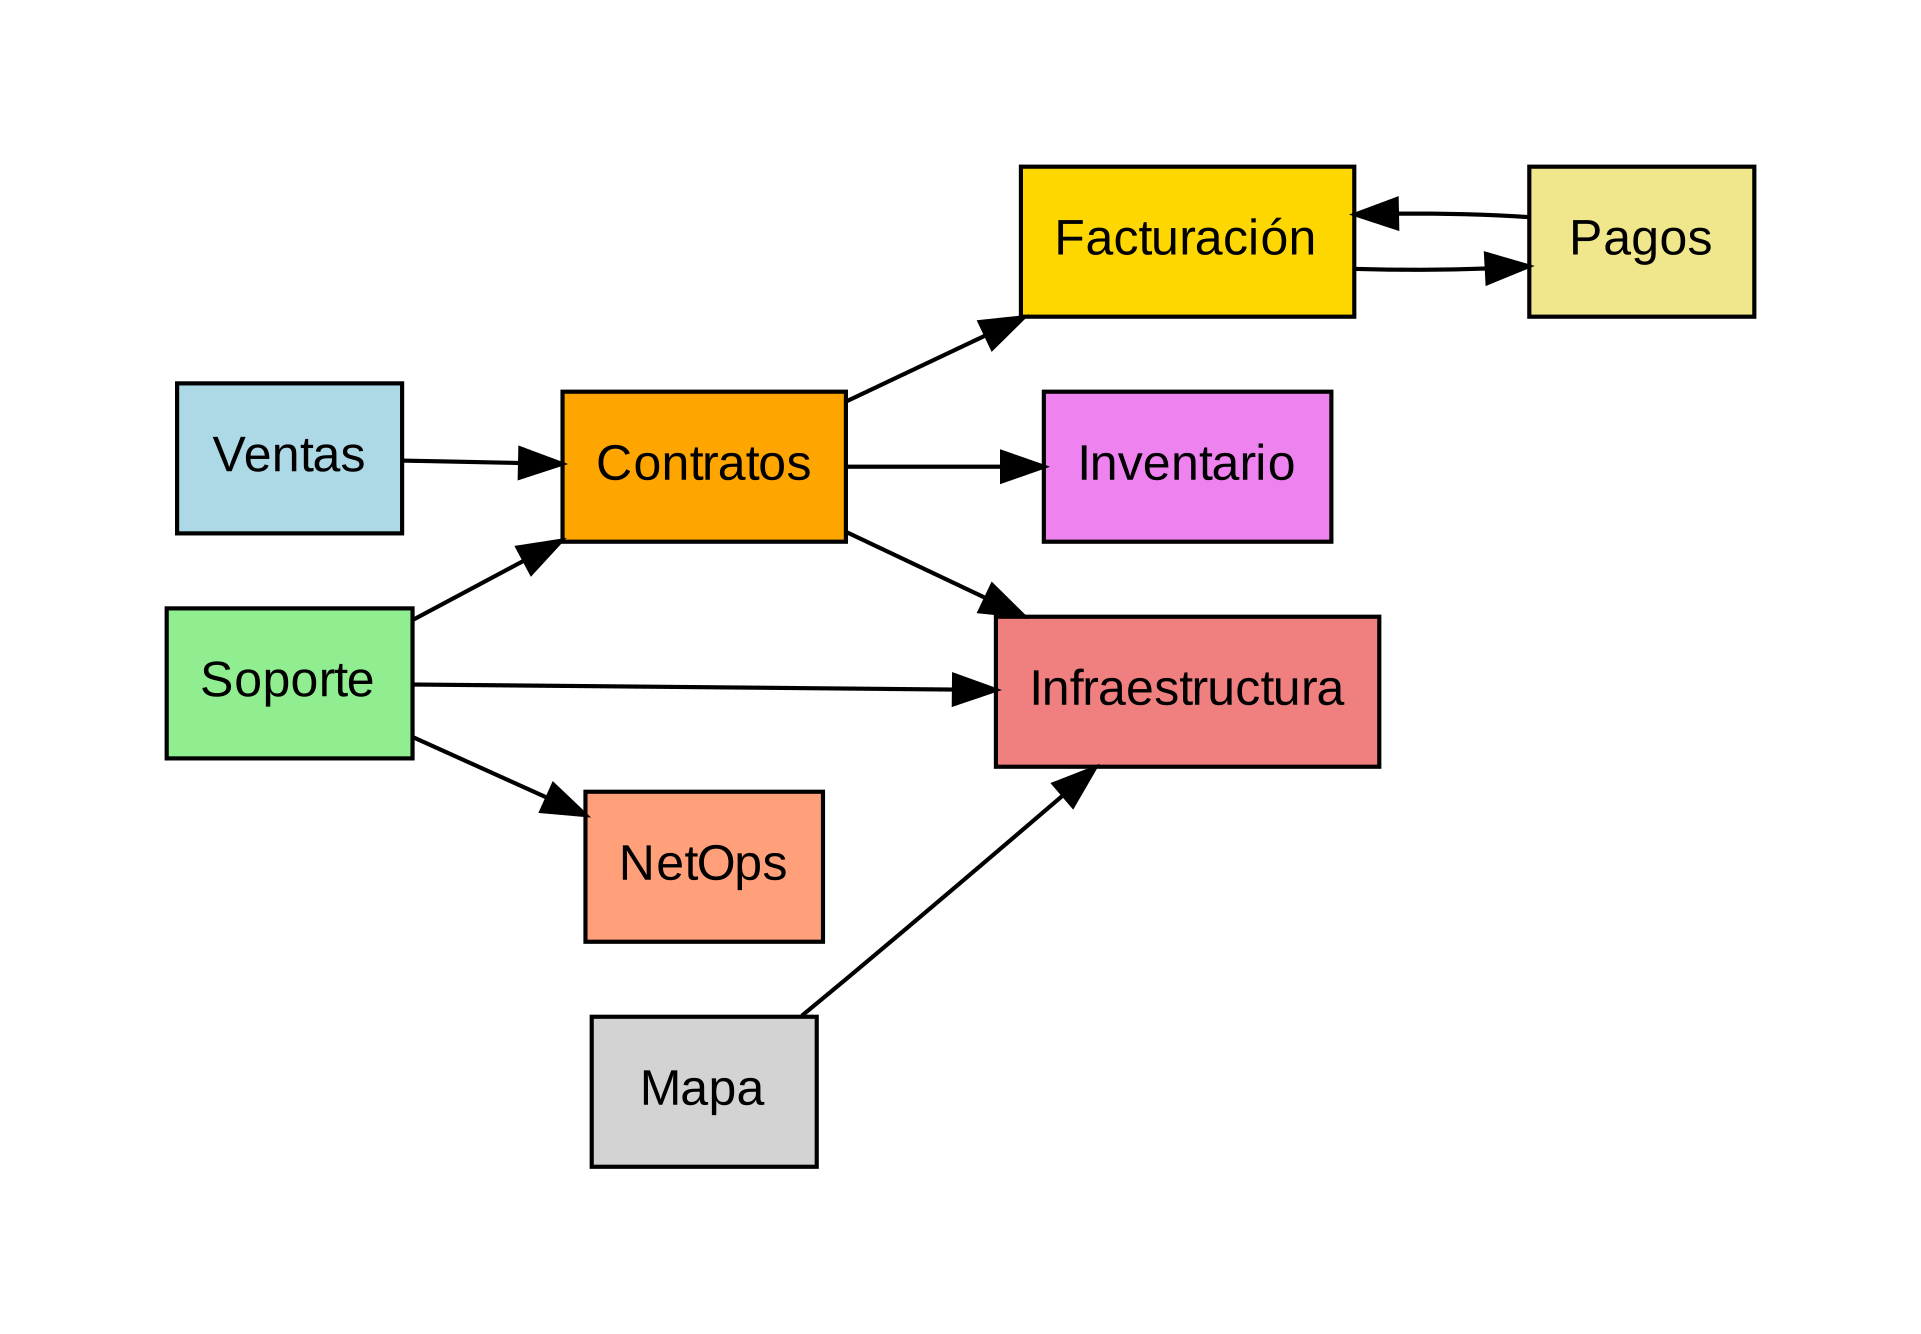 Facturación
Pagos
Ventas
Contratos
Inventario
Soporte
Infraestructura
NetOps
Mapa